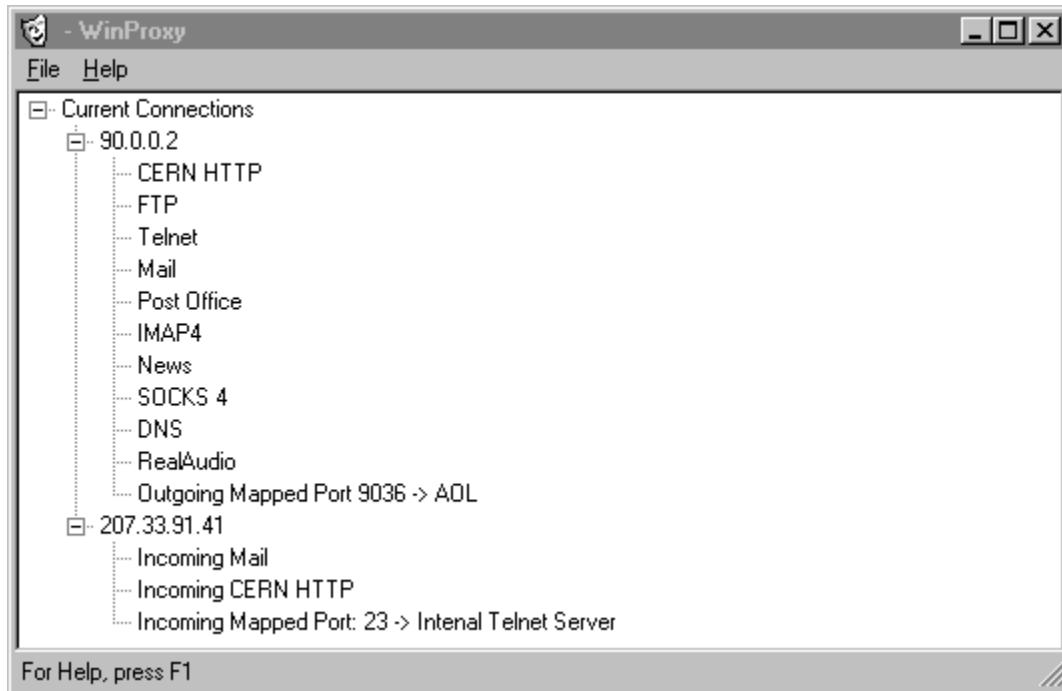 - WinProxy
File Help
Current Connections
90.0.0.2
CERN HTTP
FTP
Telnet
Mail
Post Office
IMAP4
News
SOCKS 4
DNS
RealAudio
Outgoing Mapped Port 9036 -> AOL
207.33.91.41
Incoming Mail
Incoming CERN HTTP
Incoming Mapped Port: 23 -> Intenal Telnet Server
For Help, press F1